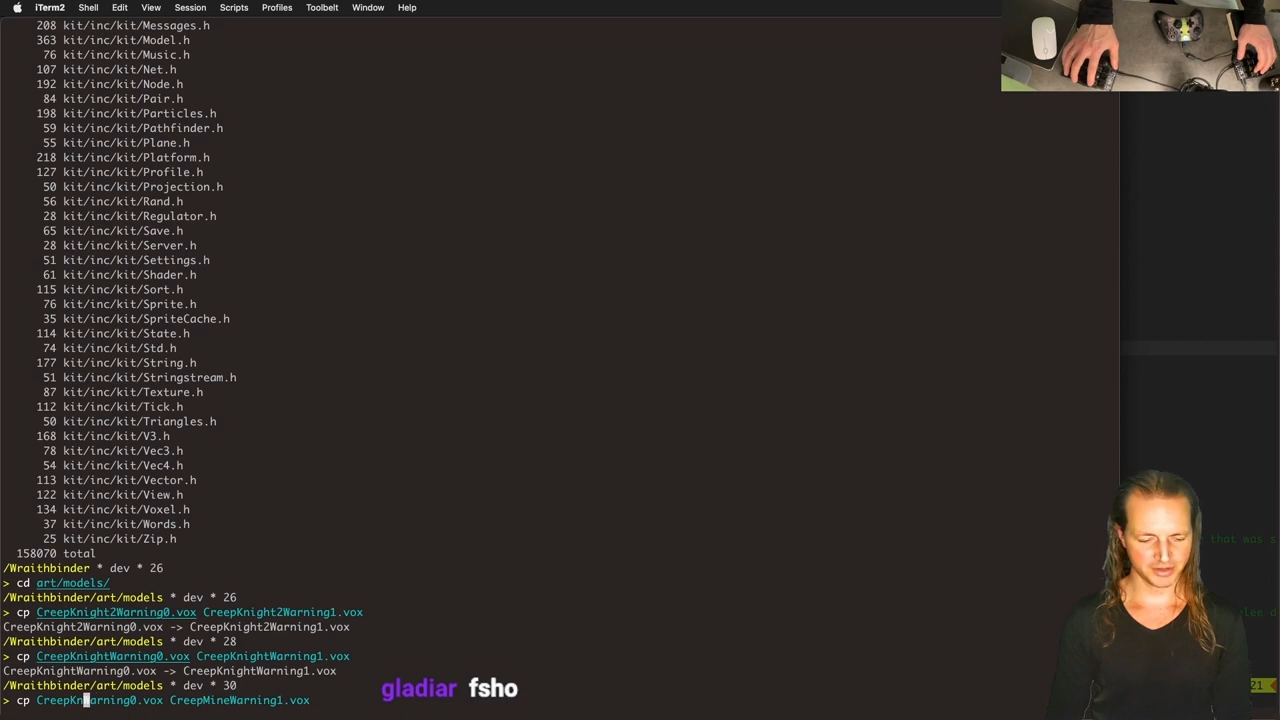 iTerm2 Shell Edit View Session Scripts Profiles Toolbelt Window Help
208 kit/inc/kit/Messages.h
363 kit/inc/kit/Model.h
76 kit/inc/kit/Music.h
107 kit/inc/kit/Net.h
192 kit/inc/kit/Node.h
84 kit/inc/kit/Pair.h
198 kit/inc/kit/Particles.h
59 kit/inc/kit/Pathfinder.h
55 kit/inc/kit/Plane.h
218 kit/inc/kit/Platform.h
127 kit/inc/kit/Profile.h
50 kit/inc/kit/Projection.h
56 kit/inc/kit/Rand.h
28 kit/inc/kit/Regulator.h
65 kit/inc/kit/Save.h
28 kit/inc/kit/Server.h
51 kit/inc/kit/Settings.h
61 kit/inc/kit/Shader.h
115 kit/inc/kit/Sort.h
76 kit/inc/kit/Sprite.h
35 kit/inc/kit/SpriteCache.h
114 kit/inc/kit/State.h
74 kit/inc/kit/Std.h
177 kit/inc/kit/String.h
51 kit/inc/kit/Stringstream.h
87 kit/inc/kit/Texture.h
112 kit/inc/kit/Tick.h
50 kit/inc/kit/Triangles.h
168 kit/inc/kit/V3.h
78 kit/inc/kit/Vec3.h
54 kit/inc/kit/Vec4.h
113 kit/inc/kit/Vector.h
122 kit/inc/kit/View.h
134 kit/inc/kit/Voxel.h
37 kit/inc/kit/Words.h
25 kit/inc/kit/Zip.h
158070 total
/Wraithbinder * dev * 26
> cd art/models/
/Wraithbinder/art/models * dev * 26
> cp CreepKnight2Warning0.vox CreepKnight2Warning1.vox
CreepKnight2Warning0.vox -> CreepKnight2Warning1.vox
/Wraithbinder/art/models * dev * 28
> cp CreepKnightWarning0.vox CreepKnightWarning1.vox
CreepKnightWarning0.vox -> CreepKnightWarning1.vox
/Wraithbinder/art/models * dev * 30
> cp CreepKnWarning0.vox CreepMineWarning1.vox
gladiar fsho
that mas s
elee d
21